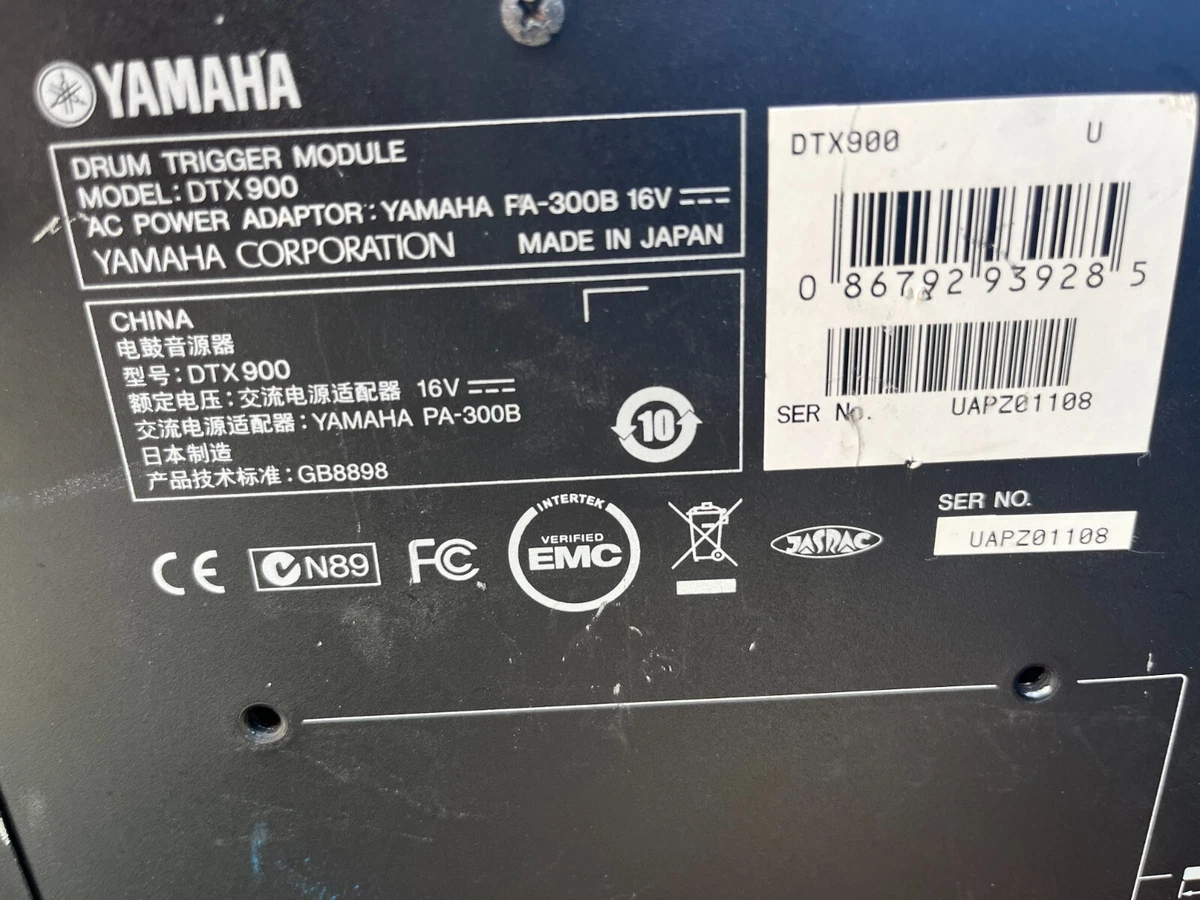 YAMAHA
DRUM TRIGGER MODULE
MODEL: DTX900
AC POWER ADAPTOR: YAMAHA PA-300B 16V
YAMAHA CORPORATION MADE IN JAPAN
CHINA
电鼓音源器
型号: DTX900
额定电压: 交流电源适配器 16V
交流电源适配器: YAMAHA PA-300B
日本制造
产品技术标准: GB8898
10
DTX900 U
0 86792 93928 5
SER No. UAPZ01108
CE
N89
FC
INTERTEK
VERIFIED
EMC
JASRAC
SER NO.
UAPZ01108